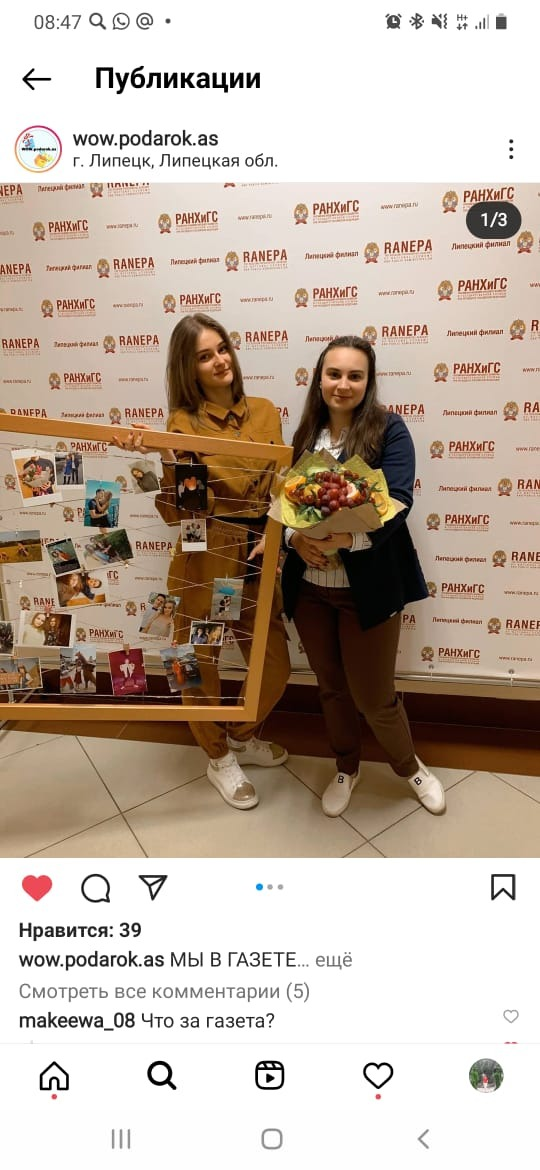 08:47
Публикации
wow.podarok.as
г. Липецк, Липецкая обл.
1/3
РАНХиГС
www.ranepa.ru
Липецкий филиал
RANEPA
Нравится: 39
wow.podarok.as МЫ В ГАЗЕТЕ... ещё
Смотреть все комментарии (5)
makeewa_08 Что за газета?